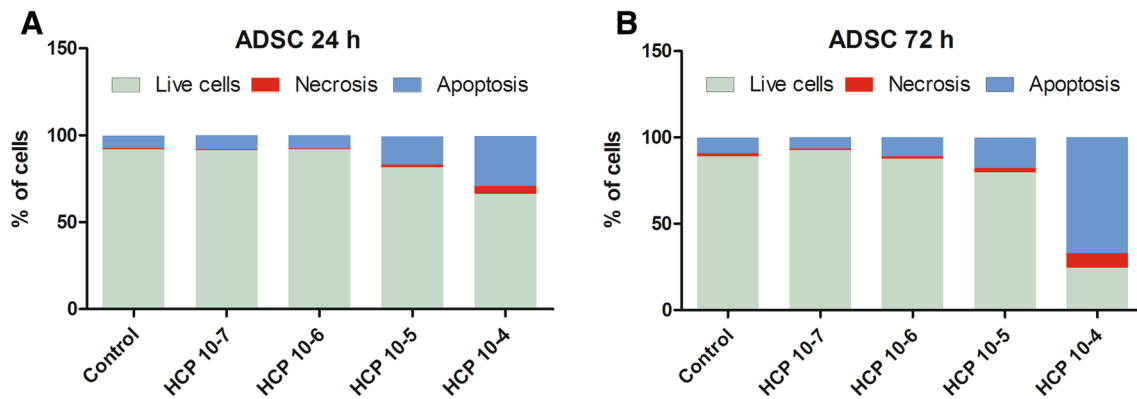 A
ADSC 24 h
150
Live cells Necrosis Apoptosis
100
50
0
% of cells
Control
HCP 10-7
HCP 10-6
HCP 10-5
HCP 10-4
B
ADSC 72 h
150
Live cells Necrosis Apoptosis
100
50
0
% of cells
Control
HCP 10-7
HCP 10-6
HCP 10-5
HCP 10-4